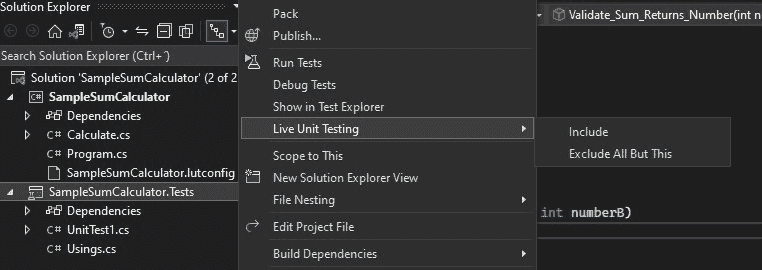 Solution Explorer
Search Solution Explorer (Ctrl+¨)
Solution 'SampleSumCalculator' (2 of 2
SampleSumCalculator
Dependencies
C# Calculate.cs
C# Program.cs
SampleSumCalculator.lutconfig
SampleSumCalculator.Tests
Dependencies
C# UnitTest1.cs
C# Usings.cs
Pack
Publish...
Run Tests
Debug Tests
Show in Test Explorer
Live Unit Testing
Scope to This
New Solution Explorer View
File Nesting
Edit Project File
Build Dependencies
Include
Exclude All But This
Validate_Sum_Returns_Number(int n
int numberB)